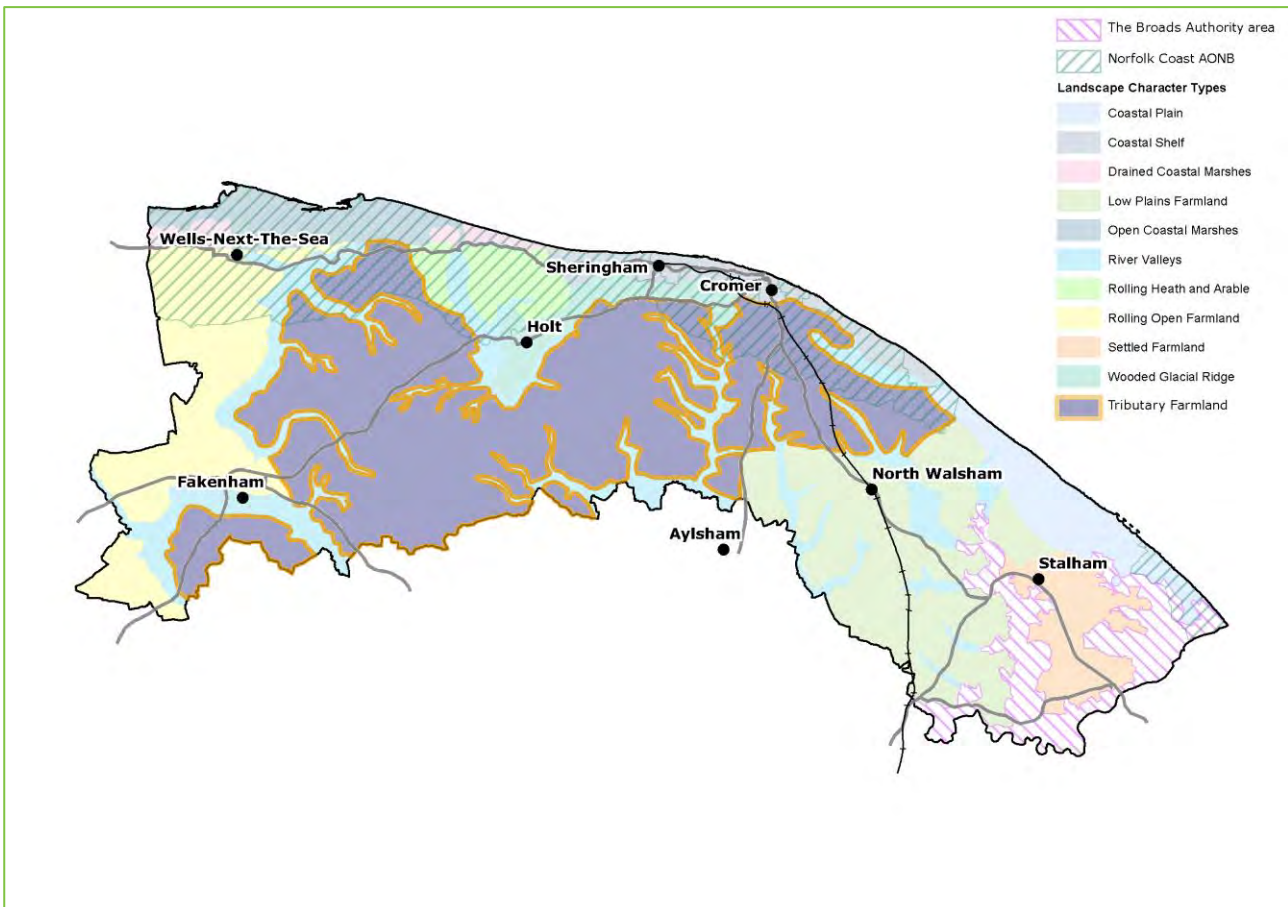 The Broads Authority area
Norfolk Coast AONB
Landscape Character Types
Coastal Plain
Coastal Shelf
Drained Coastal Marshes
Low Plains Farmland
Open Coastal Marshes
River Valleys
Rolling Heath and Arable
Rolling Open Farmland
Settled Farmland
Wooded Glacial Ridge
Tributary Farmland
Wells-Next-The-Sea
Sheringham
Cromer
Holt
Fakenham
North Walsham
Aylsham
Stalham